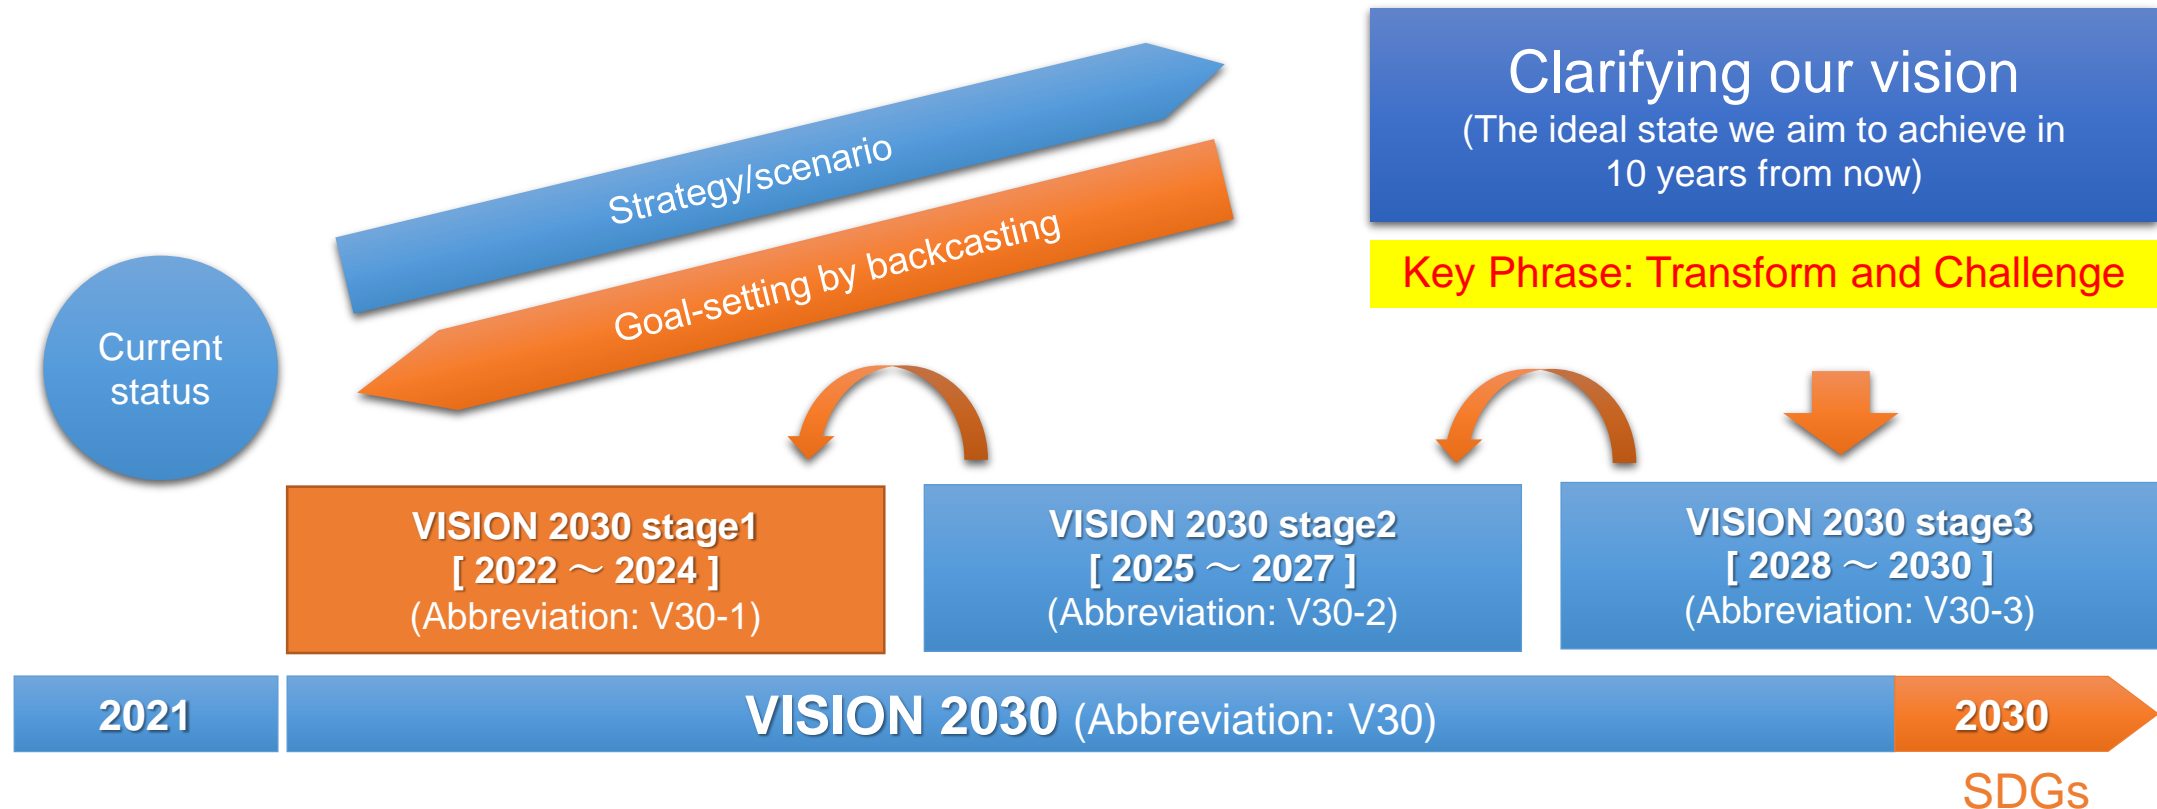 Clarifying our vision
(The ideal state we aim to achieve in
10 years from now)
Key Phrase: Transform and Challenge
Strategy/scenario
Goal-setting by backcasting
Current
status
VISION 2030 stage1
[ 2022 ～ 2024 ]
(Abbreviation: V30-1)
VISION 2030 stage2
[ 2025 ～ 2027 ]
(Abbreviation: V30-2)
VISION 2030 stage3
[ 2028 ～ 2030 ]
(Abbreviation: V30-3)
2021
VISION 2030 (Abbreviation: V30)
2030
SDGs